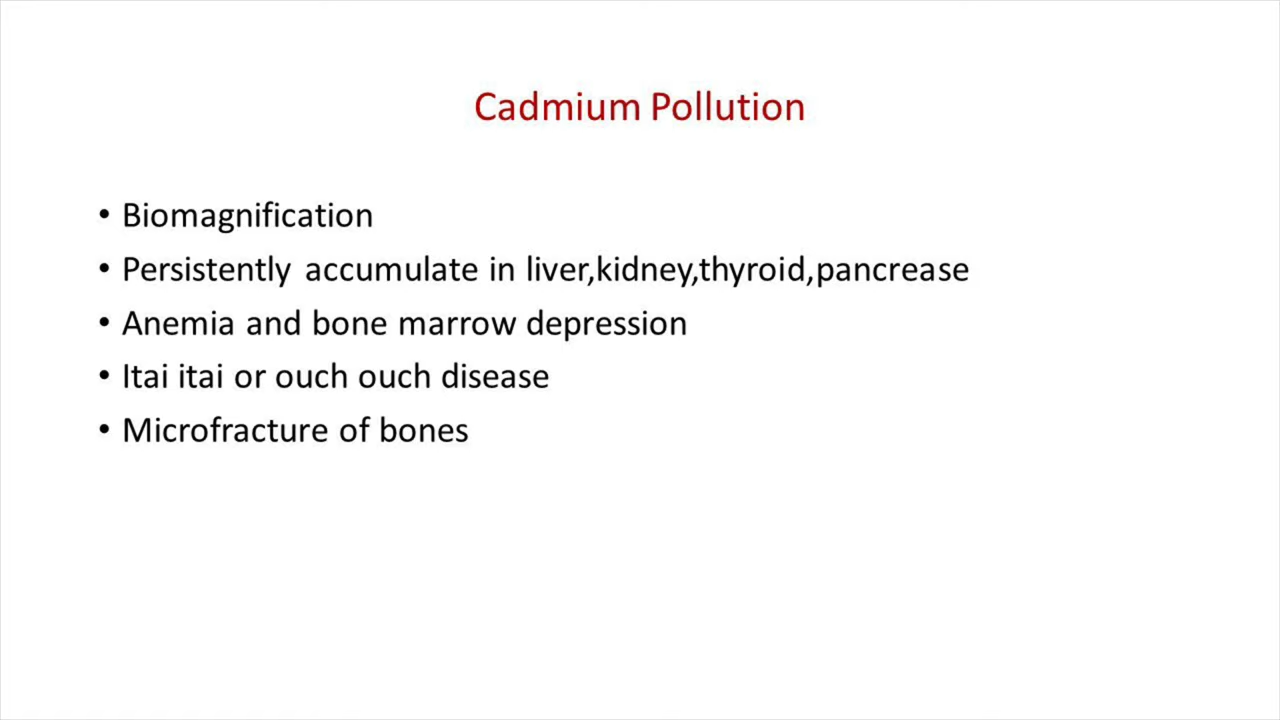 Cadmium Pollution
• Biomagnification
• Persistently accumulate in liver,kidney,thyroid,pancrease
• Anemia and bone marrow depression
• Itai itai or ouch ouch disease
• Microfracture of bones